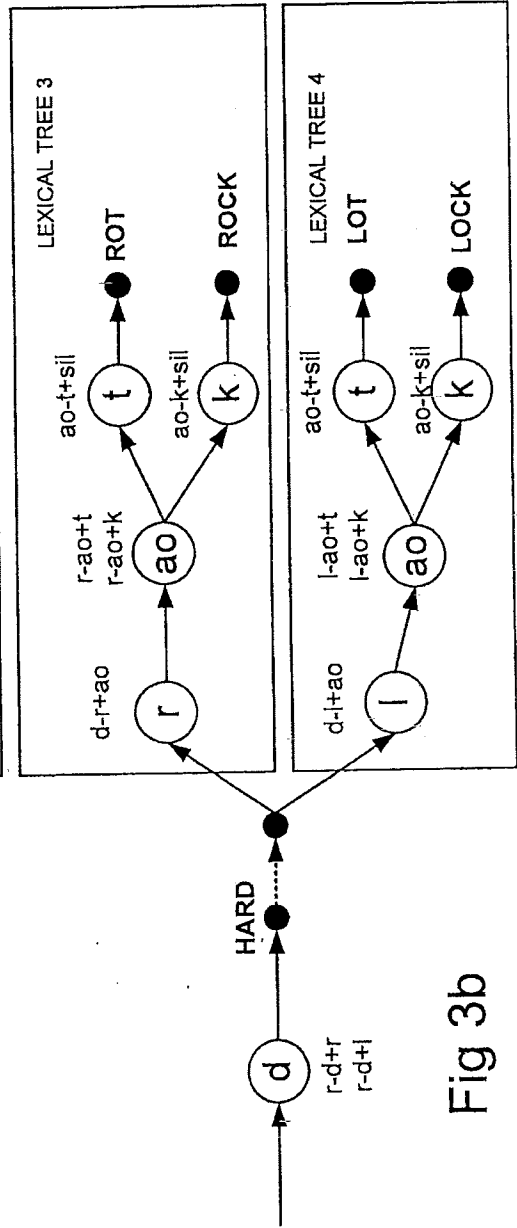 LEXICAL TREE 3
ao-t+sil
t
ROT
r-ao+t
r-ao+k
ao
d-r+ao
r
ao-k+sil
k
ROCK
HARD
d
r-d+r
r-d+l
LEXICAL TREE 4
ao-t+sil
t
LOT
l-ao+t
l-ao+k
ao
d-l+ao
l
ao-k+sil
k
LOCK
Fig 3b